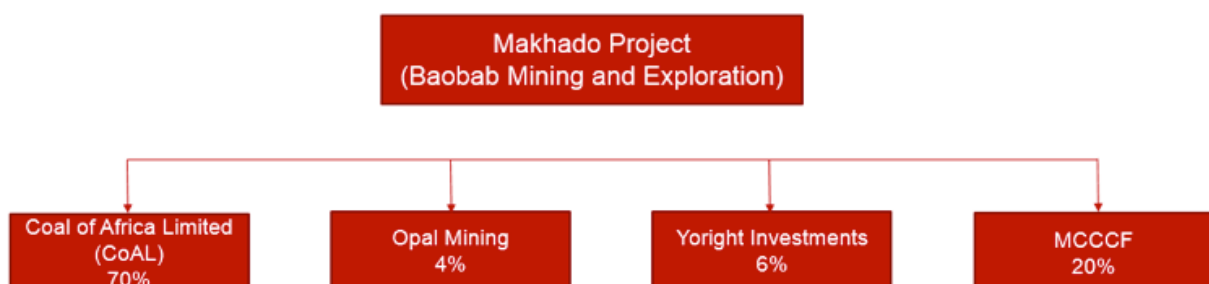 Makhado Project
(Baobab Mining and Exploration)
Coal of Africa Limited
(CoAL)
70%
Opal Mining
4%
Yoright Investments
6%
MCCCF
20%